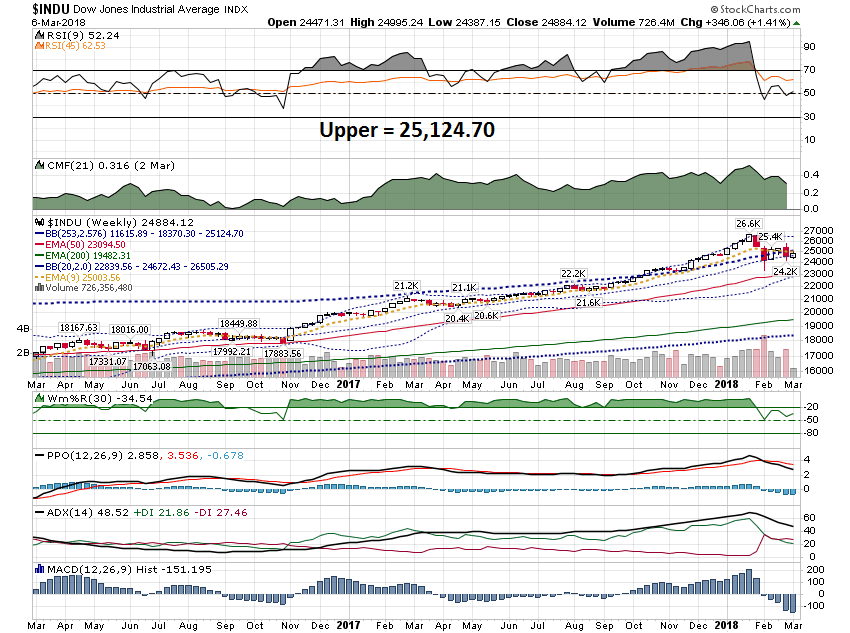 $INDU Dow Jones Industrial Average INDX
© StockCharts.com
6-Mar-2018
Open 24471.31 High 24995.24 Low 24387.15 Close 24884.12 Volume 726.4M Chg +346.06 (+1.41%)
RSI(9) 52.24
RSI(45) 62.53
90
70
50
30
10
Upper = 25,124.70
CMF(21) 0.316 (2 Mar)
0.4
0.2
0.0
$INDU (Weekly) 24884.12
BB(253,2.576) 11615.89 - 18370.30 - 25124.70
EMA(50) 23094.50
EMA(200) 19482.31
BB(20,2.0) 22839.56 - 24672.43 - 26505.29
EMA(9) 25003.56
Volume 726,356,480
26.6K
25.4K
24.2K
22.2K
21.6K
21.2K
21.1K
20.4K
20.6K
18167.63
18016.00
18449.88
17331.07
17063.08
17992.21
17883.56
27000
26000
25000
24000
23000
22000
21000
20000
19000
18000
17000
16000
4B
2B
Mar Apr May Jun Jul Aug Sep Oct Nov Dec 2017 Feb Mar Apr May Jun Jul Aug Sep Oct Nov Dec 2018 Feb Mar
Wm%R(30) -34.54
-20
-50
-80
PPO(12,26,9) 2.858, 3.536, -0.678
4
2
0
ADX(14) 48.52 +DI 21.86 -DI 27.46
60
40
20
0
MACD(12,26,9) Hist -151.195
200
100
0
-100
Mar Apr May Jun Jul Aug Sep Oct Nov Dec 2017 Feb Mar Apr May Jun Jul Aug Sep Oct Nov Dec 2018 Feb Mar